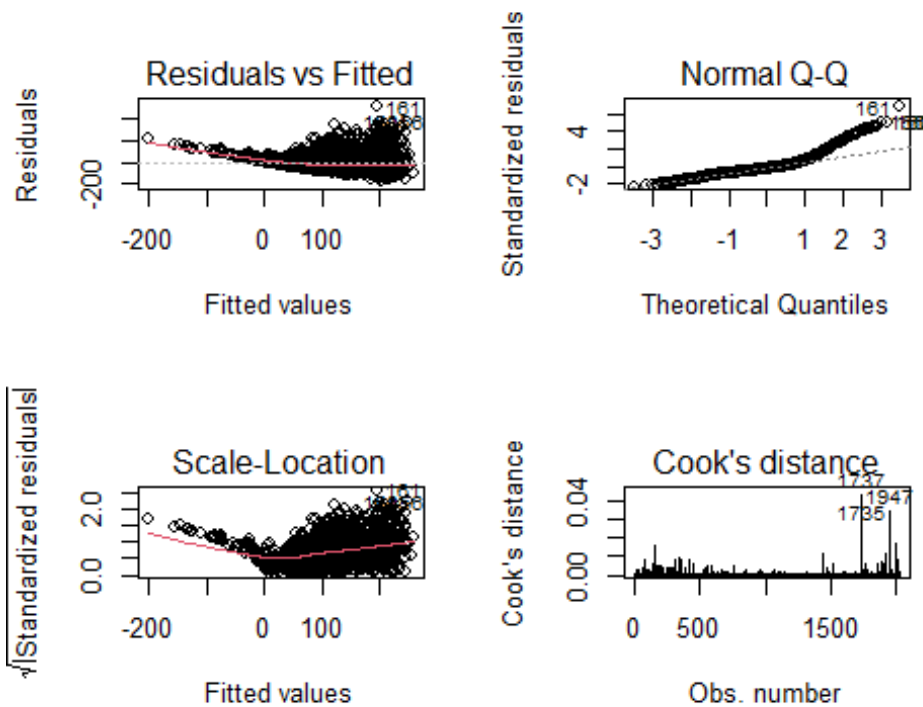 Residuals vs Fitted
Residuals
-200
161
-200 0 100
Fitted values
Normal Q-Q
Standardized residuals
4
-2
161
-3 -1 1 2 3
Theoretical Quantiles
Scale-Location
√|Standardized residuals|
2.0
0.0
161
-200 0 100
Fitted values
Cook's distance
Cook's distance
0.04
0.00
1737
1947
1735
0 500 1500
Obs. number